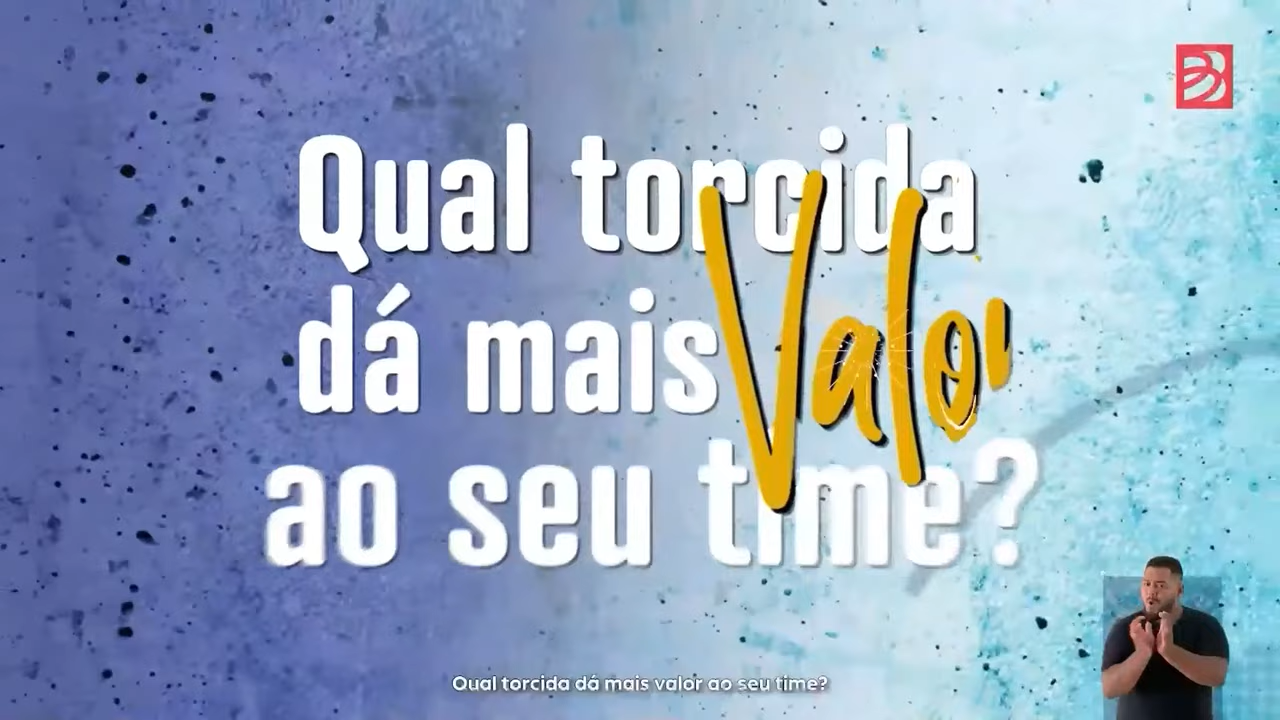 Qual torcida
dá mais Valor
ao seu time?
Qual torcida dá mais valor ao seu time?